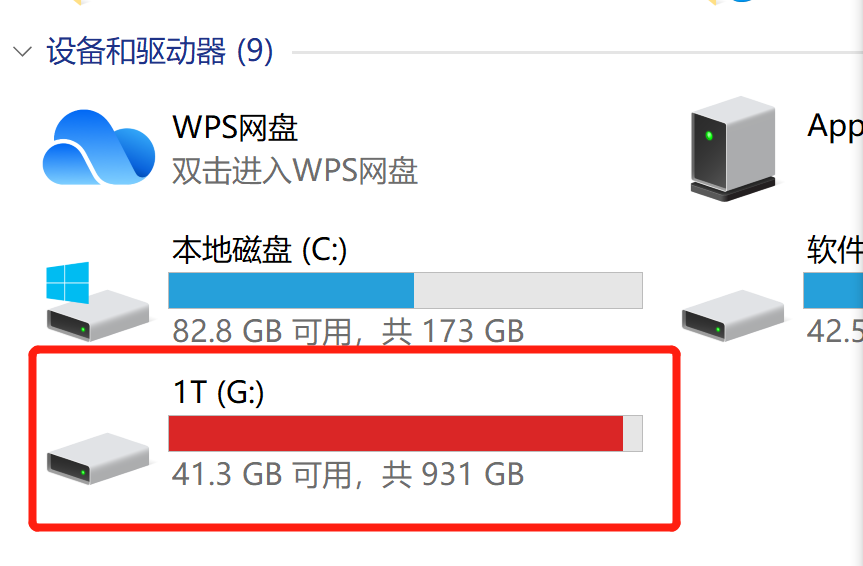 设备和驱动器 (9)
WPS网盘
双击进入WPS网盘
App
本地磁盘 (C:)
82.8 GB 可用，共 173 GB
软件
42.5
1T (G:)
41.3 GB 可用，共 931 GB